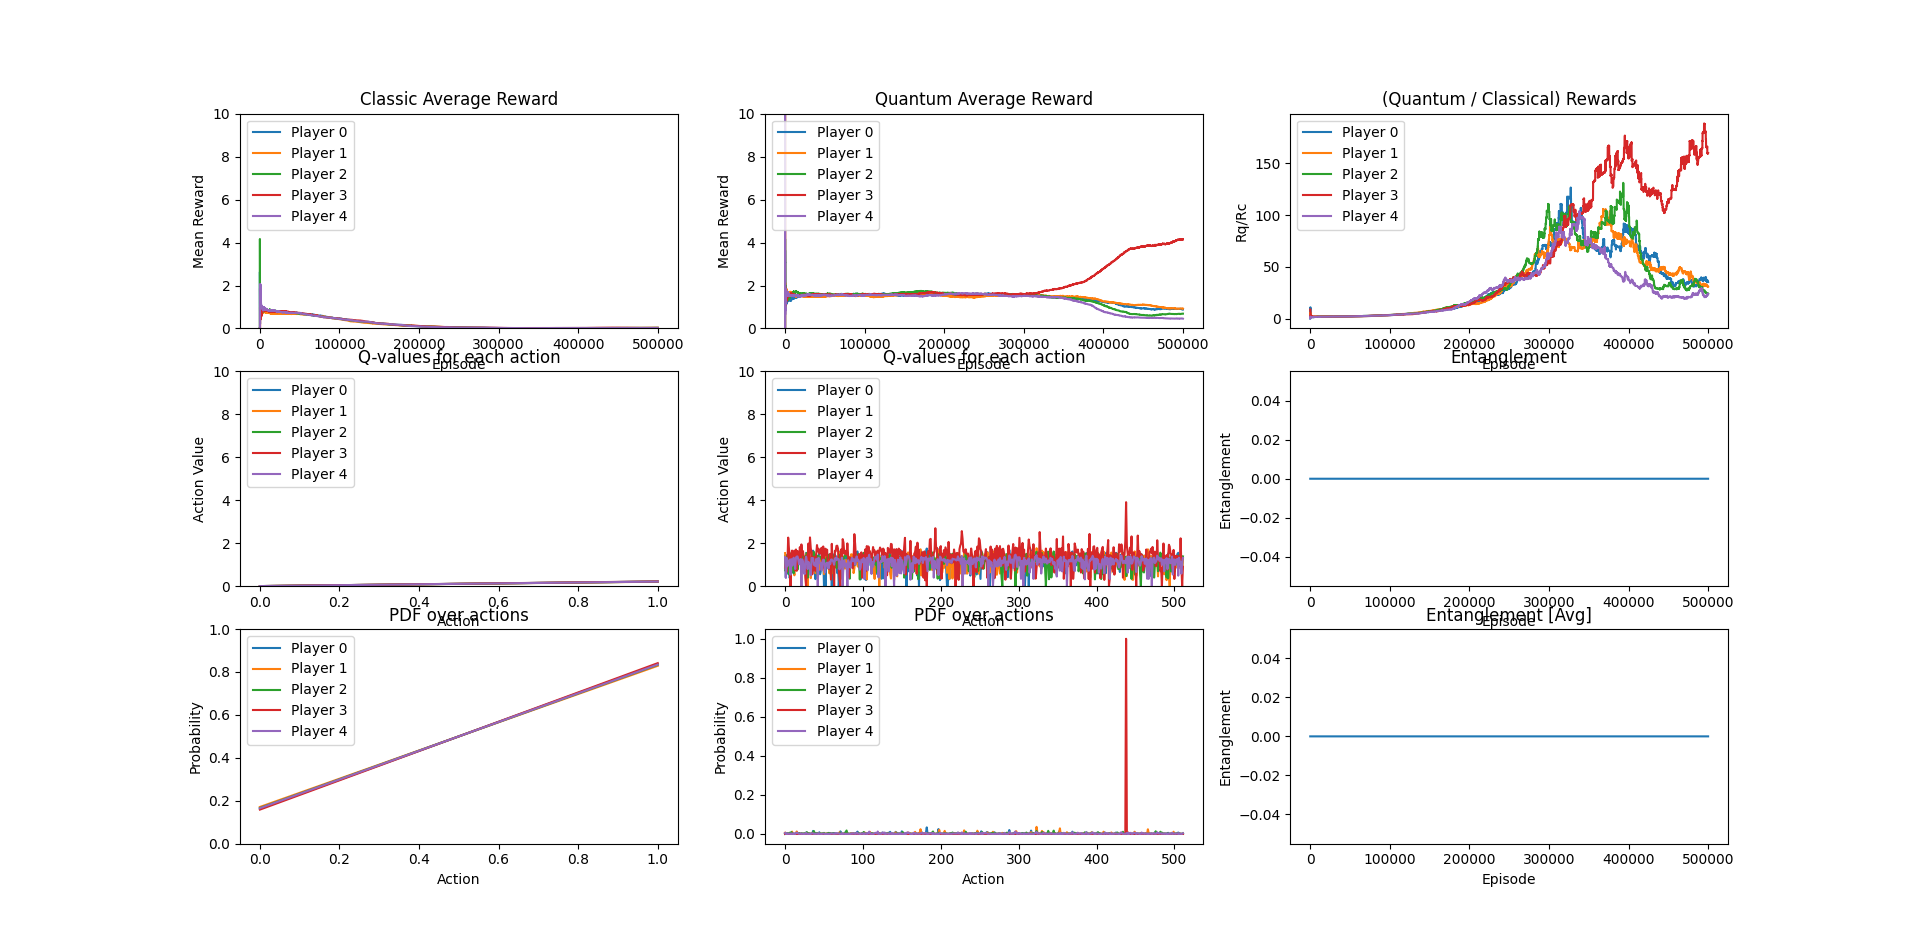 Classic Average Reward
Mean Reward
10
8
6
4
2
0
Player 0
Player 1
Player 2
Player 3
Player 4
0 100000 200000 300000 400000 500000
Episode
Quantum Average Reward
Mean Reward
10
8
6
4
2
0
Player 0
Player 1
Player 2
Player 3
Player 4
0 100000 200000 300000 400000 500000
Episode
(Quantum / Classical) Rewards
Rq/Rc
150
100
50
0
Player 0
Player 1
Player 2
Player 3
Player 4
0 100000 200000 300000 400000 500000
Episode
Q-values for each action
Action Value
10
8
6
4
2
0
Player 0
Player 1
Player 2
Player 3
Player 4
0.0 0.2 0.4 0.6 0.8 1.0
Action
Q-values for each action
Action Value
10
8
6
4
2
0
Player 0
Player 1
Player 2
Player 3
Player 4
0 100 200 300 400 500
Action
Entanglement
Entanglement
0.04
0.02
0.00
−0.02
−0.04
0 100000 200000 300000 400000 500000
Episode
PDF over actions
Probability
1.0
0.8
0.6
0.4
0.2
0.0
Player 0
Player 1
Player 2
Player 3
Player 4
0.0 0.2 0.4 0.6 0.8 1.0
Action
PDF over actions
Probability
1.0
0.8
0.6
0.4
0.2
0.0
Player 0
Player 1
Player 2
Player 3
Player 4
0 100 200 300 400 500
Action
Entanglement [Avg]
Entanglement
0.04
0.02
0.00
−0.02
−0.04
0 100000 200000 300000 400000 500000
Episode